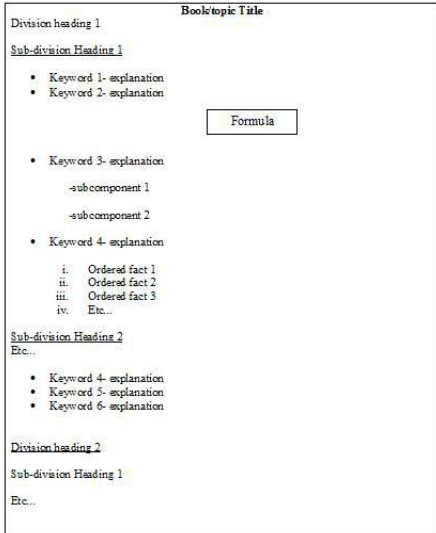 Book/topic Title
Division heading 1
Sub-division Heading 1
• Keyword 1- explanation
• Keyword 2- explanation
Formula
• Keyword 3- explanation
-subcomponent 1
-subcomponent 2
• Keyword 4- explanation
i. Ordered fact 1
ii. Ordered fact 2
iii. Ordered fact 3
iv. Etc...
Sub-division Heading 2
Etc...
• Keyword 4- explanation
• Keyword 5- explanation
• Keyword 6- explanation
Division heading 2
Sub-division Heading 1
Etc...